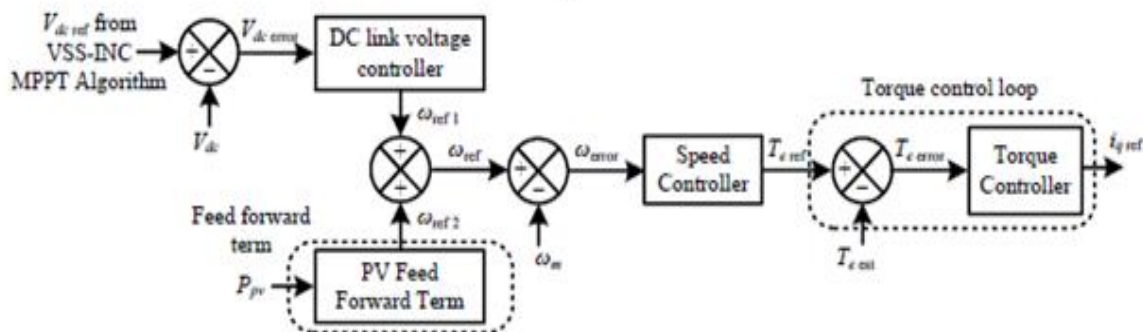 V_dc ref from
VSS-INC
MPPT Algorithm
+
−
V_dc
V_dc error
DC link voltage
controller
ω_ref 1
+
+
ω_ref
ω_ref 2
Feed forward
term
P_pv
PV Feed
Forward Term
+
−
ω_m
ω_error
Speed
Controller
T_e ref
Torque control loop
+
−
T_e est
T_e error
Torque
Controller
i_q ref